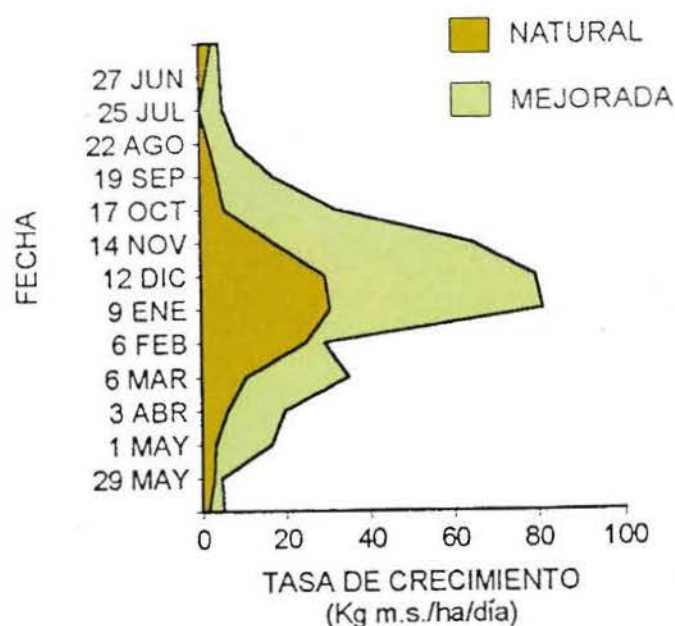 NATURAL
MEJORADA
FECHA
27 JUN
25 JUL
22 AGO
19 SEP
17 OCT
14 NOV
12 DIC
9 ENE
6 FEB
6 MAR
3 ABR
1 MAY
29 MAY
0 20 40 60 80 100
TASA DE CRECIMIENTO
(Kg m.s./ha/día)